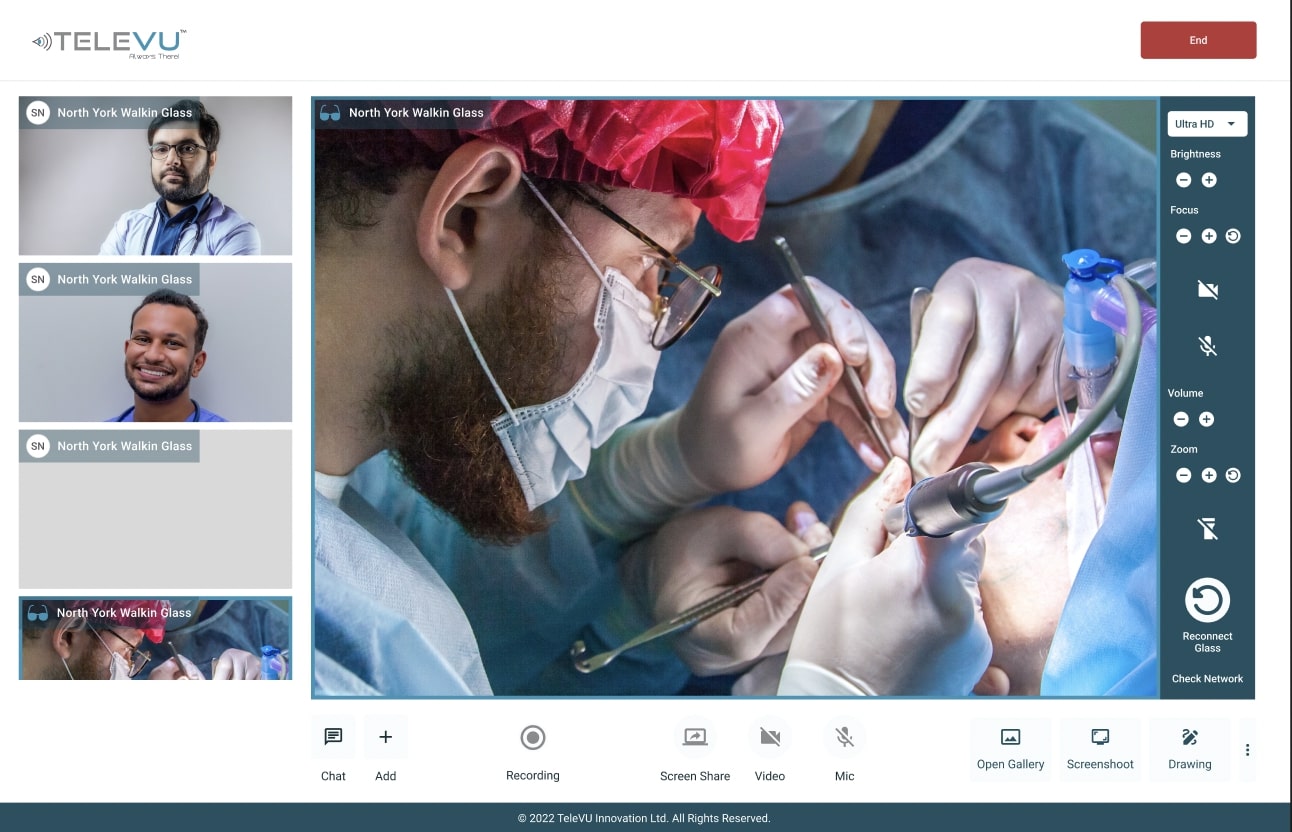 TELEVU™
Always There!
End
SN North York Walkin Glass
SN North York Walkin Glass
SN North York Walkin Glass
North York Walkin Glass
North York Walkin Glass
Ultra HD
Brightness
Focus
Volume
Zoom
Reconnect
Glass
Check Network
Chat
Add
Recording
Screen Share
Video
Mic
Open Gallery
Screenshoot
Drawing
© 2022 TeleVU Innovation Ltd. All Rights Reserved.